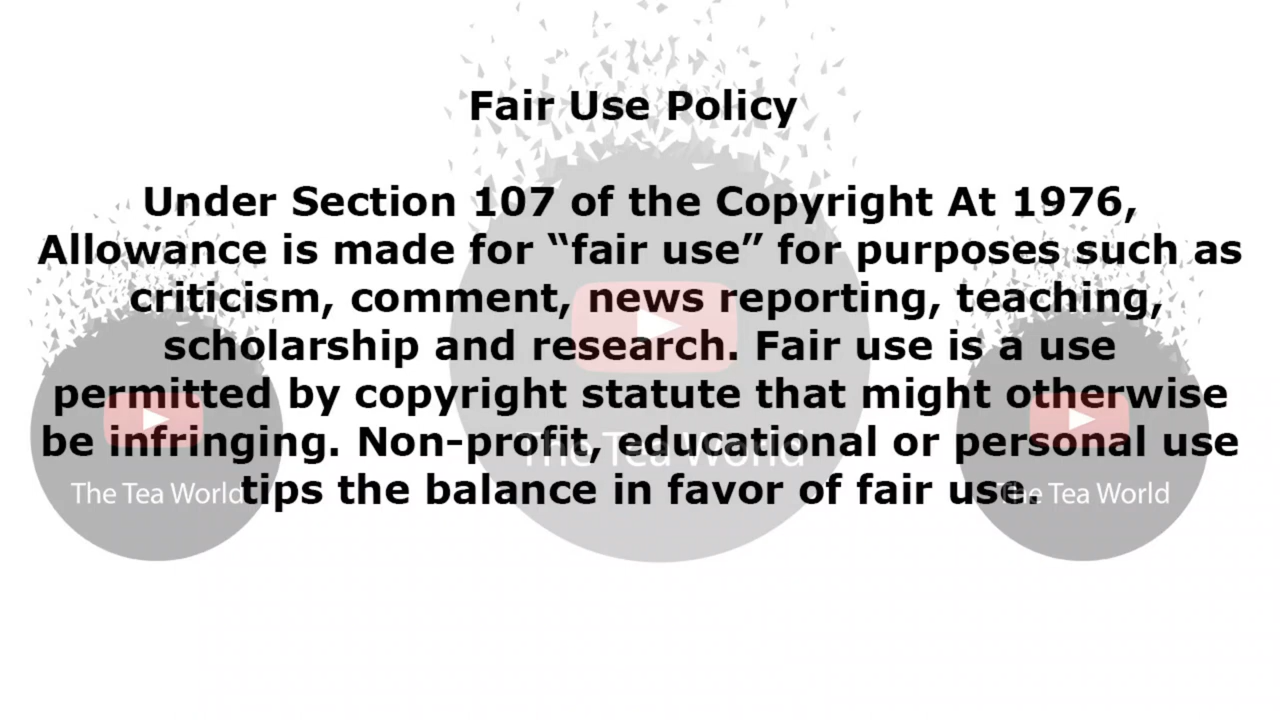 Fair Use Policy
Under Section 107 of the Copyright At 1976,
Allowance is made for “fair use” for purposes such as
criticism, comment, news reporting, teaching,
scholarship and research. Fair use is a use
permitted by copyright statute that might otherwise
be infringing. Non-profit, educational or personal use
The Tea World
tips the balance in favor of fair use.
The Tea World
The Tea World